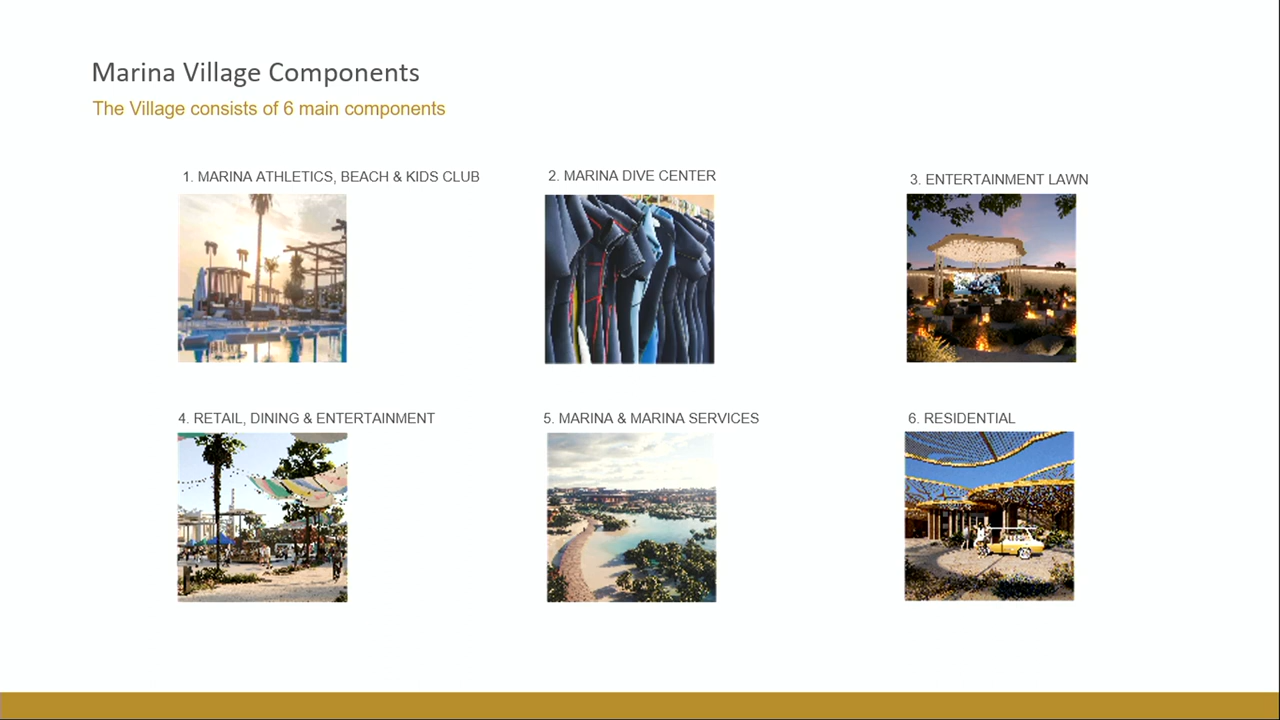 Marina Village Components
The Village consists of 6 main components
1. MARINA ATHLETICS, BEACH & KIDS CLUB
2. MARINA DIVE CENTER
3. ENTERTAINMENT LAWN
4. RETAIL, DINING & ENTERTAINMENT
5. MARINA & MARINA SERVICES
6. RESIDENTIAL